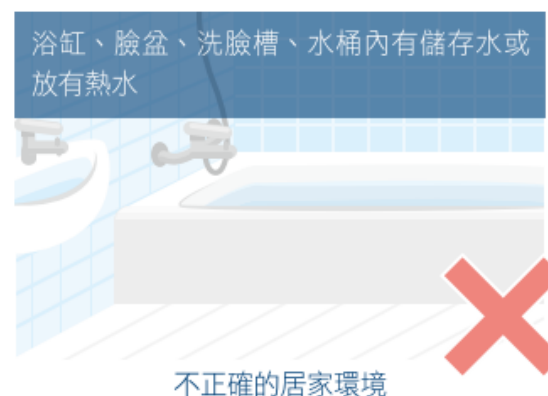 浴缸、臉盆、洗臉槽、水桶內有儲存水或
放有熱水
不正確的居家環境